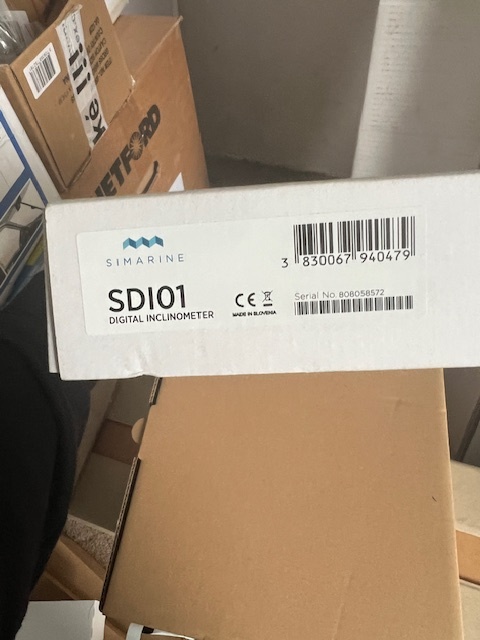 SIMARINE
SDI01
DIGITAL INCLINOMETER
CE
MADE IN SLOVENIA
3 830067 940479
Serial No. 808058572